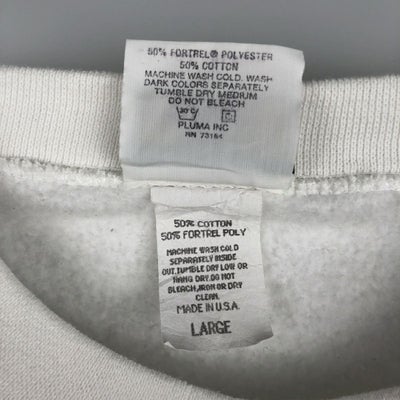 50% FORTREL® POLYESTER
50% COTTON
MACHINE WASH COLD. WASH
DARK COLORS SEPARATELY
TUMBLE DRY MEDIUM
DO NOT BLEACH
30°C
PLUMA INC
RN 73164
50% COTTON
50% FORTREL POLY
MACHINE WASH COLD
SEPARATELY INSIDE
OUT.TUMBLE DRY LOW OR
HANG DRY.DO NOT
BLEACH,IRON OR DRY
CLEAN.
MADE IN U.S.A.
LARGE